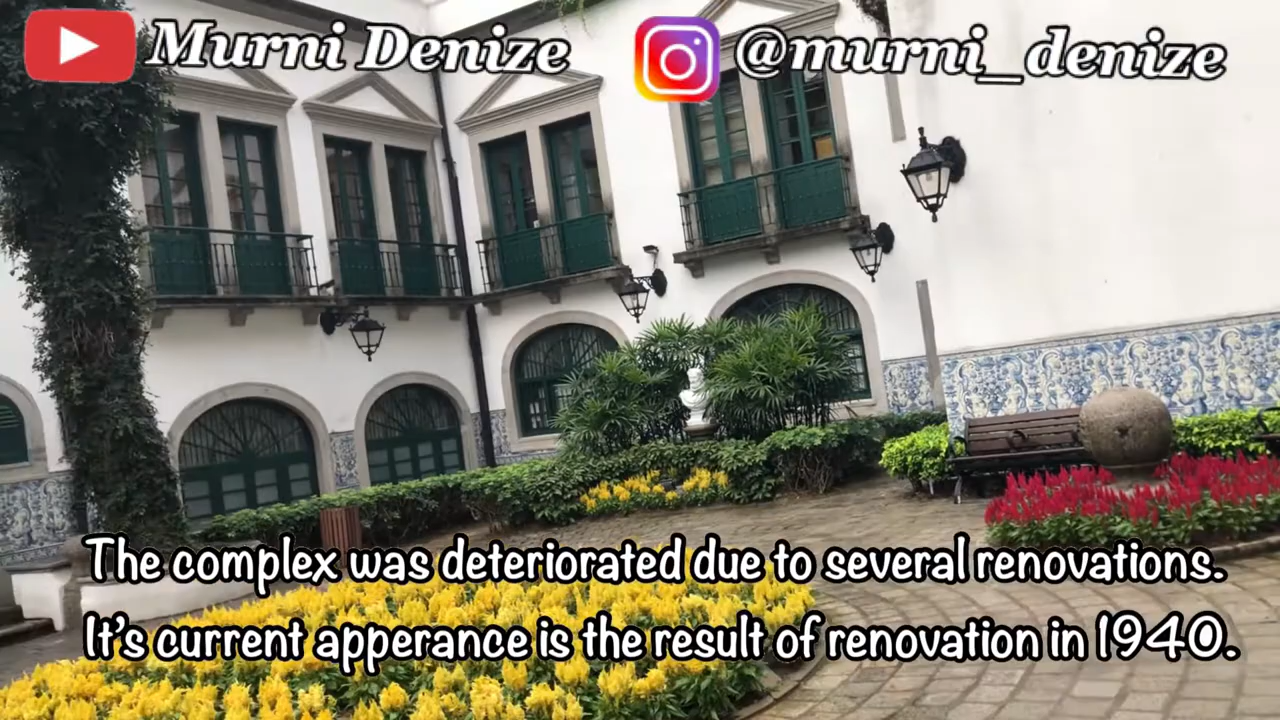 Murni Denize @murni_denize
The complex was deteriorated due to several renovations.
It's current apperance is the result of renovation in 1940.